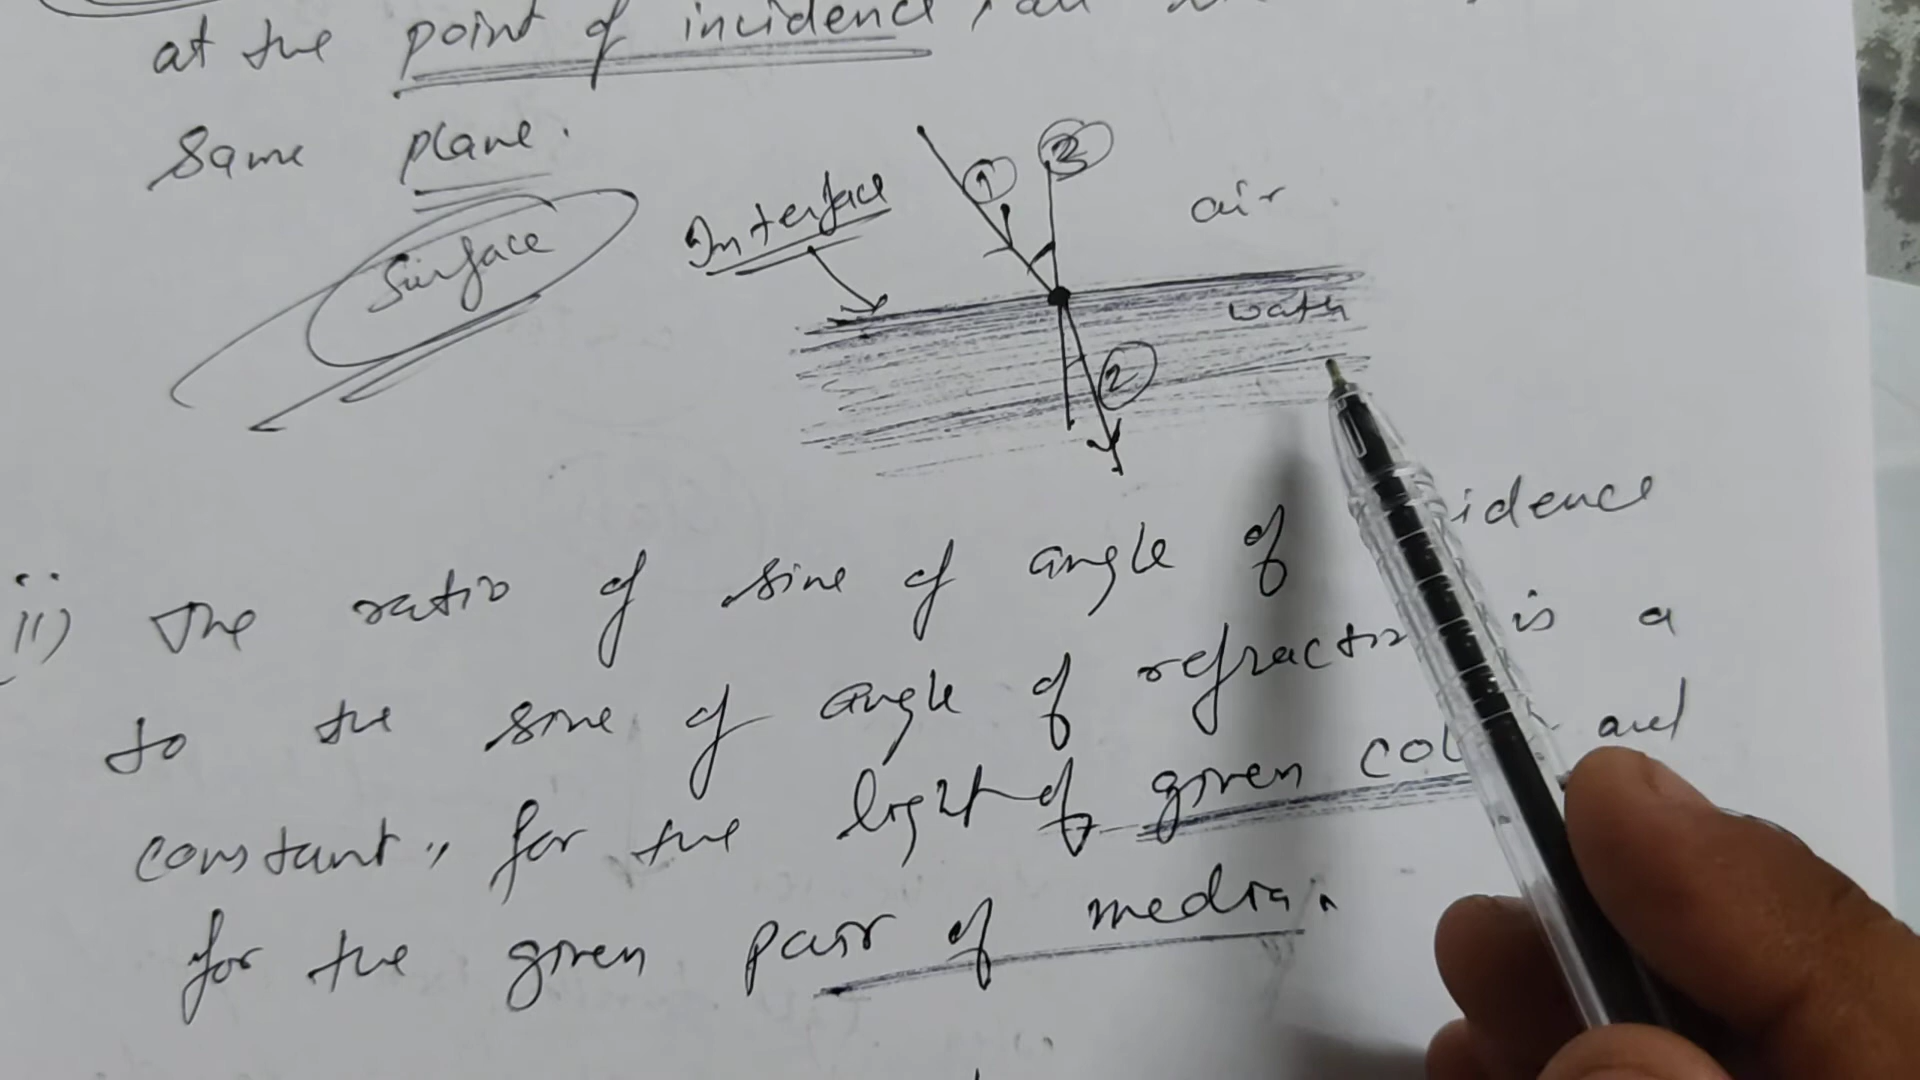 at the point of incidence, all
same plane.
Surface
Interface
1
3
air
water
2
ii) The ratio of sine of angle of idence
to the sine of angle of refraction is a
constant,, for the light of given col and
for the given pair of media.